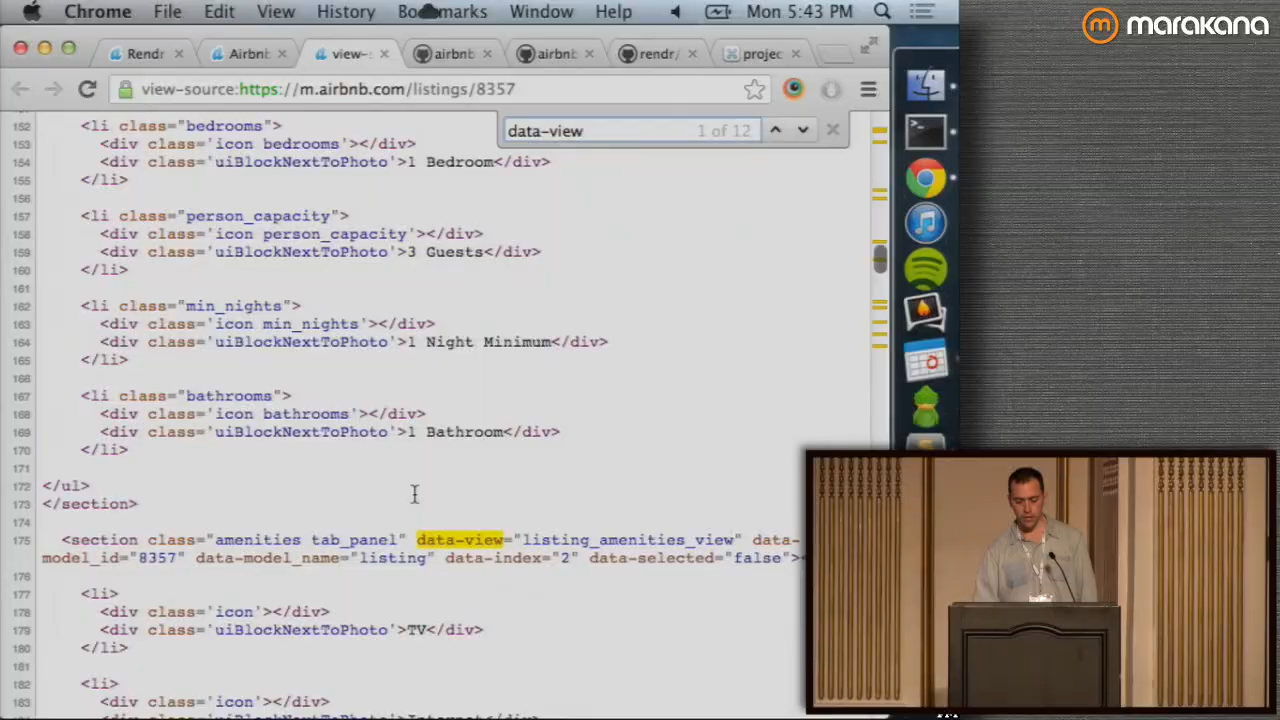 Chrome File Edit View History Bookmarks Window Help Mon 5:43 PM
marakana
Rendr
Airbnb
view-
airbnb
airbnb
rendr/
projec
view-source:https://m.airbnb.com/listings/8357
data-view 1 of 12
152 <li class="bedrooms">
153 <div class='icon bedrooms'></div>
154 <div class='uiBlockNextToPhoto'>1 Bedroom</div>
155 </li>
156
157 <li class="person_capacity">
158 <div class='icon person_capacity'></div>
159 <div class='uiBlockNextToPhoto'>3 Guests</div>
160 </li>
161
162 <li class="min_nights">
163 <div class='icon min_nights'></div>
164 <div class='uiBlockNextToPhoto'>1 Night Minimum</div>
165 </li>
166
167 <li class="bathrooms">
168 <div class='icon bathrooms'></div>
169 <div class='uiBlockNextToPhoto'>1 Bathroom</div>
170 </li>
171
172 </ul>
173 </section>
174
175 <section class="amenities tab_panel" data-view="listing_amenities_view" data-
model_id="8357" data-model_name="listing" data-index="2" data-selected="false">
176
177 <li>
178 <div class='icon'></div>
179 <div class='uiBlockNextToPhoto'>TV</div>
180 </li>
181
182 <li>
183 <div class='icon'></div>